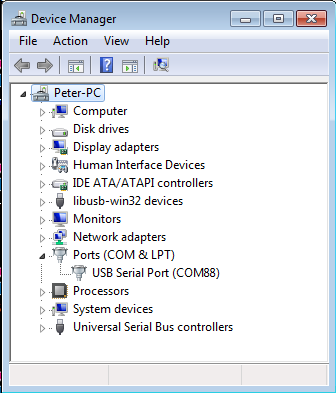 Device Manager
File Action View Help
Peter-PC
Computer
Disk drives
Display adapters
Human Interface Devices
IDE ATA/ATAPI controllers
libusb-win32 devices
Monitors
Network adapters
Ports (COM & LPT)
USB Serial Port (COM88)
Processors
System devices
Universal Serial Bus controllers